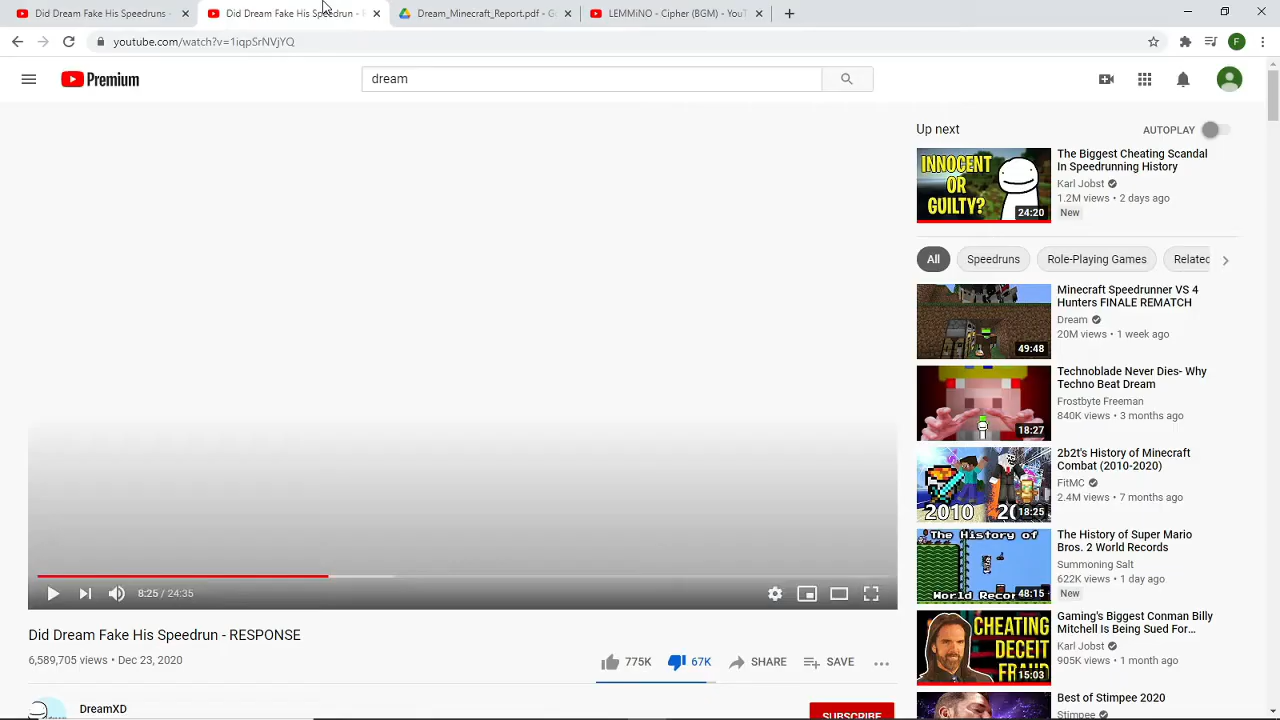 Did Dream Fake His Speedruns -
Did Dream Fake His Speedrun -
Dream_Minecraft_Report.pdf - G
LEMMiNO - Cipher (BGM) - YouT
youtube.com/watch?v=1iqpSrNVjYQ
F
Premium
dream
Up next
AUTOPLAY
INNOCENT
OR
GUILTY?
24:20
The Biggest Cheating Scandal
In Speedrunning History
Karl Jobst
1.2M views • 2 days ago
New
All
Speedruns
Role-Playing Games
Related
49:48
Minecraft Speedrunner VS 4
Hunters FINALE REMATCH
Dream
20M views • 1 week ago
18:27
Technoblade Never Dies- Why
Techno Beat Dream
Frostbyte Freeman
840K views • 3 months ago
2010
18:25
2b2t's History of Minecraft
Combat (2010-2020)
FitMC
2.4M views • 7 months ago
The History of
World Recor
48:15
The History of Super Mario
Bros. 2 World Records
Summoning Salt
622K views • 1 day ago
New
CHEATING
DECEIT
FRAUD
15:03
Gaming's Biggest Conman Billy
Mitchell Is Being Sued For...
Karl Jobst
905K views • 1 month ago
Best of Stimpee 2020
Stimpee
8:25 /
Did Dream Fake His Speedrun - RESPONSE
6,589,705 views • Dec 23, 2020
775K
67K
SHARE
SAVE
DreamXD
SUBSCRIBE